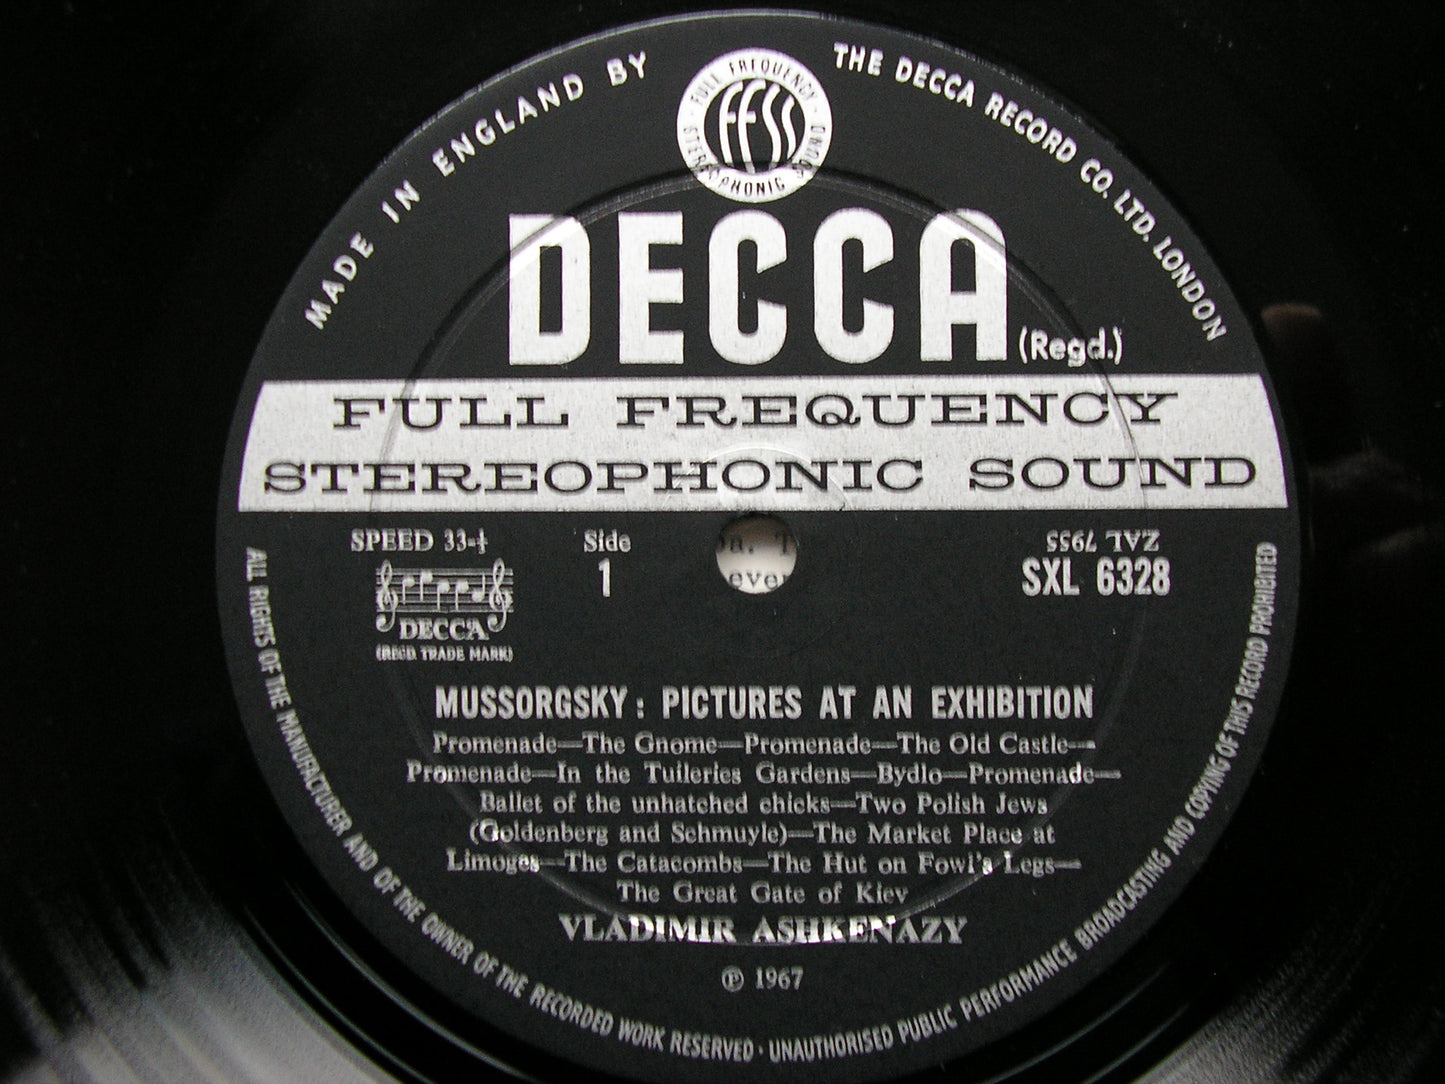 MADE IN ENGLAND BY
THE DECCA RECORD CO. LTD. LONDON
FULL FREQUENCY
STEREOPHONIC SOUND
FFSS
DECCA (Regd.)
FULL FREQUENCY
STEREOPHONIC SOUND
SPEED 33-⅓
Side
1
ZAL 7955
SXL 6328
DECCA
(REGD. TRADE MARK)
MUSSORGSKY : PICTURES AT AN EXHIBITION
Promenade—The Gnome—Promenade—The Old Castle—
Promenade—In the Tuileries Gardens—Bydlo—Promenade—
Ballet of the unhatched chicks—Two Polish Jews
(Goldenberg and Schmuyle)—The Market Place at
Limoges—The Catacombs—The Hut on Fowl's Legs—
The Great Gate of Kiev
VLADIMIR ASHKENAZY
℗ 1967
ALL RIGHTS OF THE MANUFACTURER AND OF THE OWNER OF THE RECORDED WORK RESERVED · UNAUTHORISED PUBLIC PERFORMANCE BROADCASTING AND COPYING OF THIS RECORD PROHIBITED